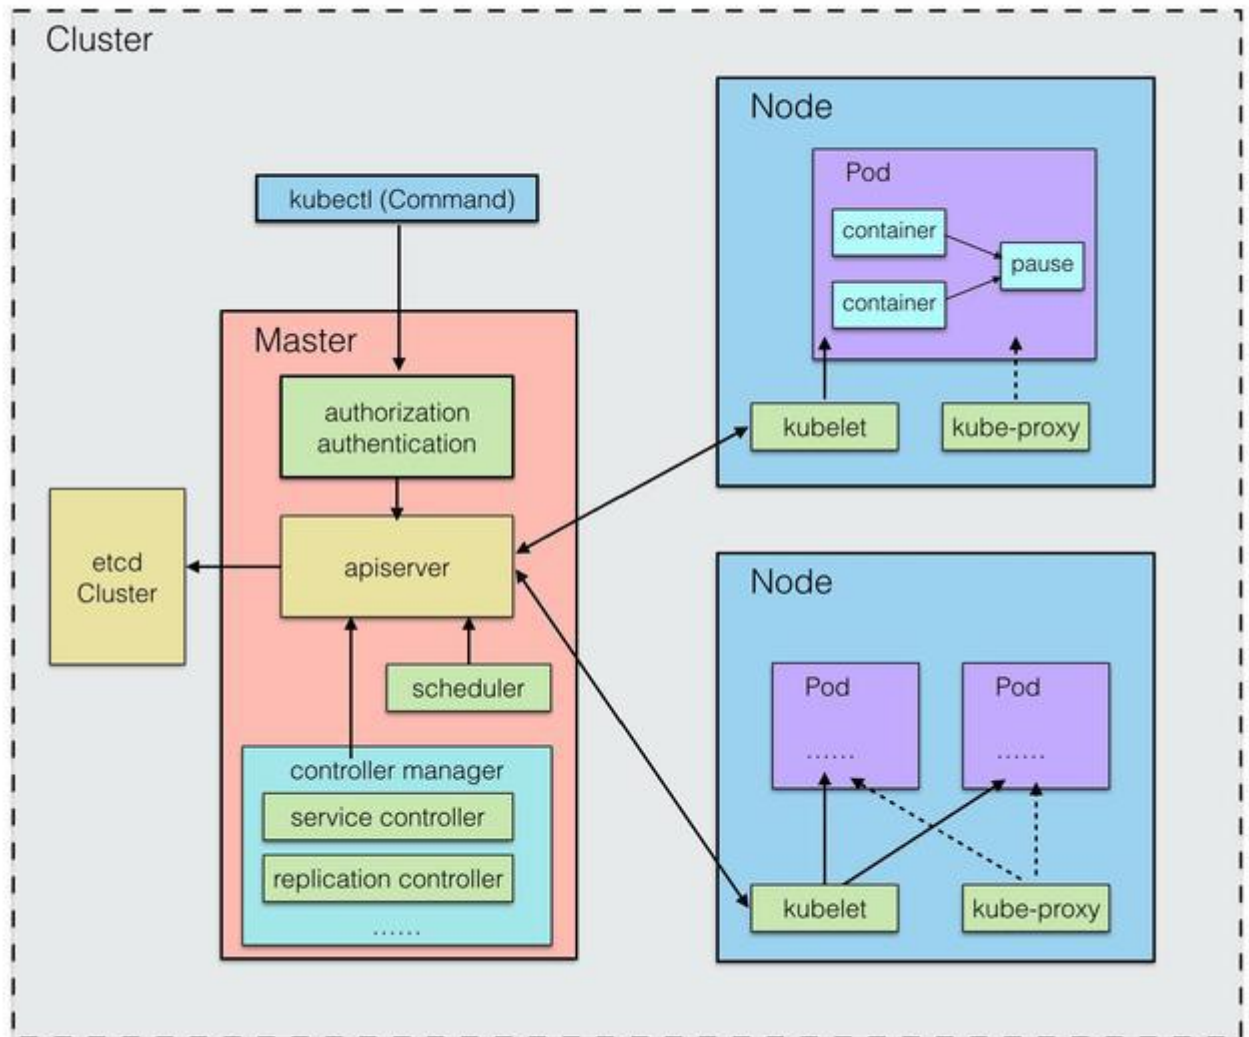 Cluster
kubectl (Command)
Master
authorization
authentication
etcd
Cluster
apiserver
scheduler
controller manager
service controller
replication controller
......
Node
Pod
container
container
pause
kubelet
kube-proxy
Node
Pod
......
Pod
......
kubelet
kube-proxy